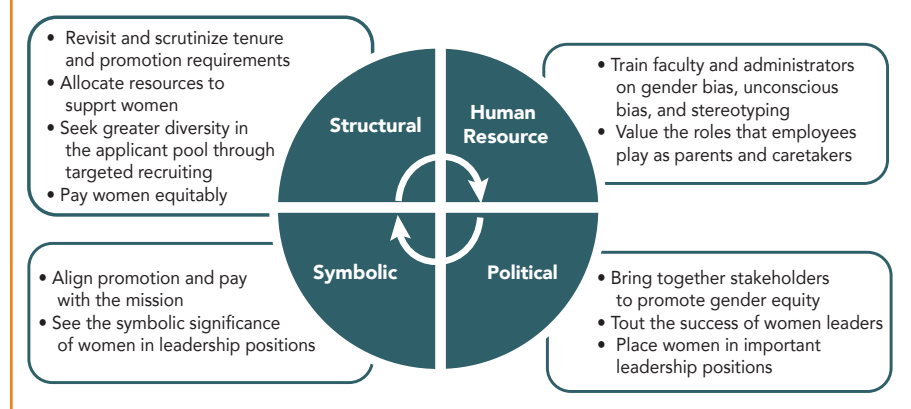 • Revisit and scrutinize tenure
and promotion requirements
• Allocate resources to
supprt women
• Seek greater diversity in
the applicant pool through
targeted recruiting
• Pay women equitably
Structural
Human
Resource
• Train faculty and administrators
on gender bias, unconscious
bias, and stereotyping
• Value the roles that employees
play as parents and caretakers
• Align promotion and pay
with the mission
• See the symbolic significance
of women in leadership positions
Symbolic
Political
• Bring together stakeholders
to promote gender equity
• Tout the success of women leaders
• Place women in important
leadership positions